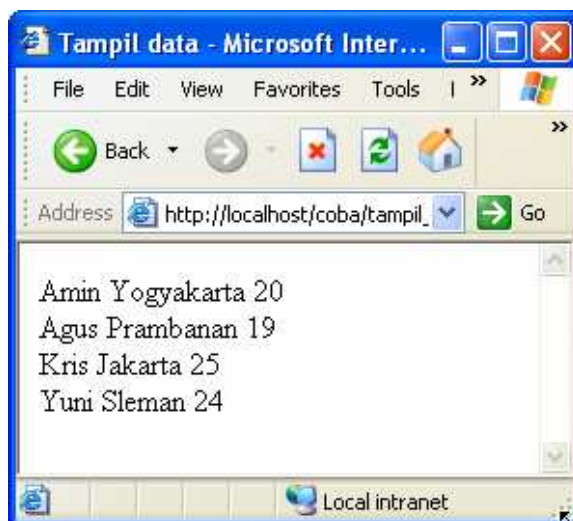 Tampil data - Microsoft Inter...
File Edit View Favorites Tools »
Back »
Address http://localhost/coba/tampil_ Go
Amin Yogyakarta 20
Agus Prambanan 19
Kris Jakarta 25
Yuni Sleman 24
Local intranet